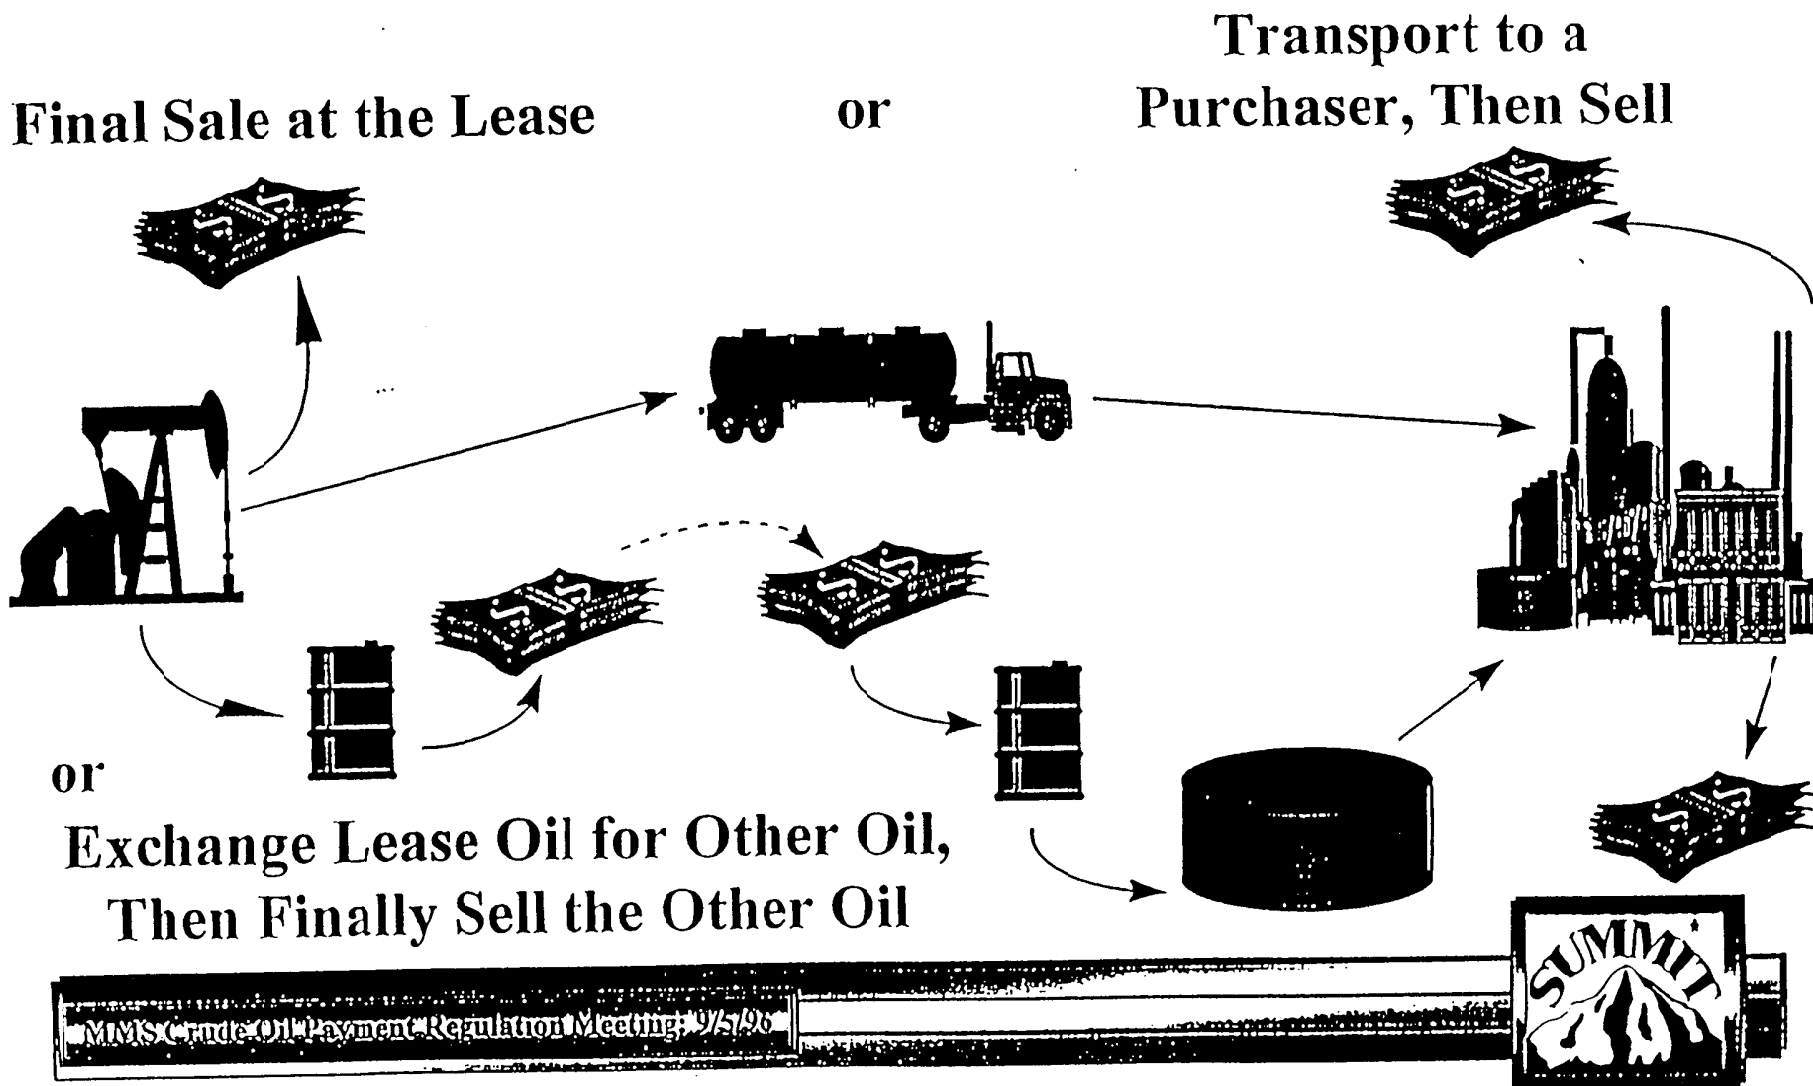 Final Sale at the Lease
or
Transport to a
Purchaser, Then Sell
or
Exchange Lease Oil for Other Oil,
Then Finally Sell the Other Oil
MMS Crude Oil Payment Regulation Meeting; 9/5/96
SUMMIT